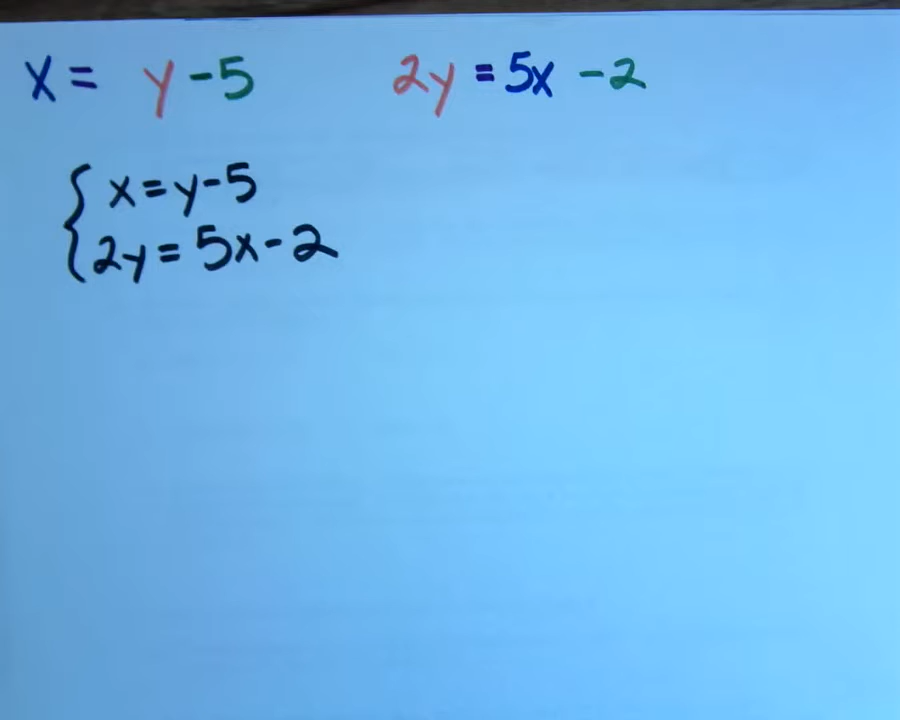 x = y - 5 2y = 5x - 2
x = y - 5
2y = 5x - 2